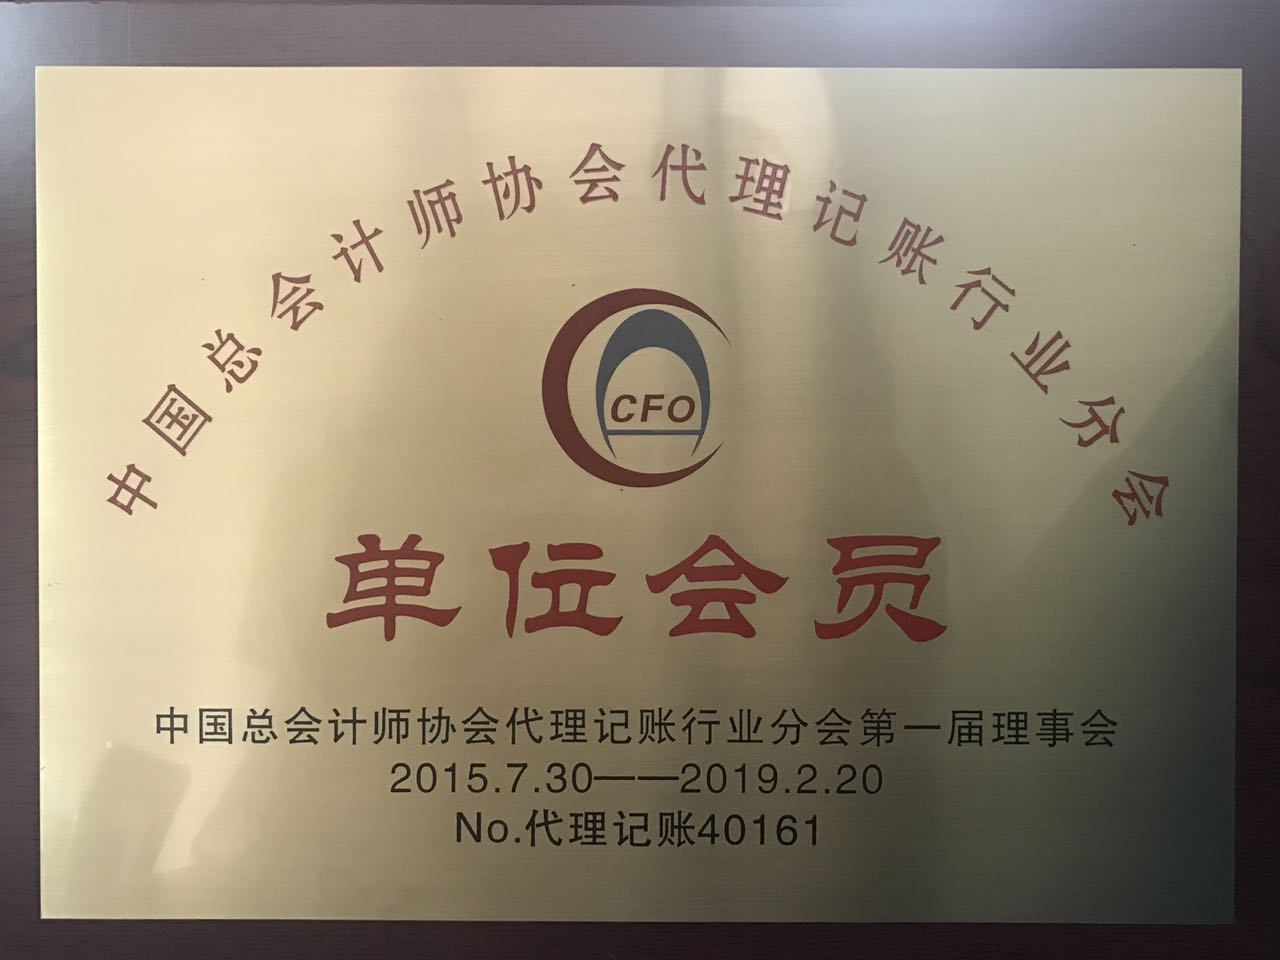 中国总会计师协会代理记账行业分会
CFO
单位会员
中国总会计师协会代理记账行业分会第一届理事会
2015.7.30——2019.2.20
No.代理记账40161